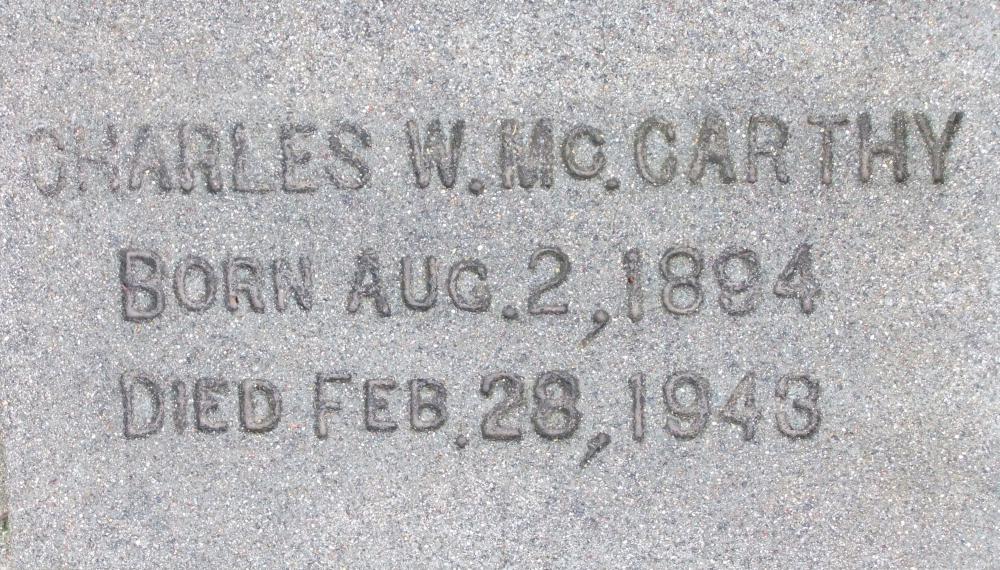 CHARLES W. Mc. CARTHY
BORN AUG. 2, 1894
DIED FEB. 28, 1943